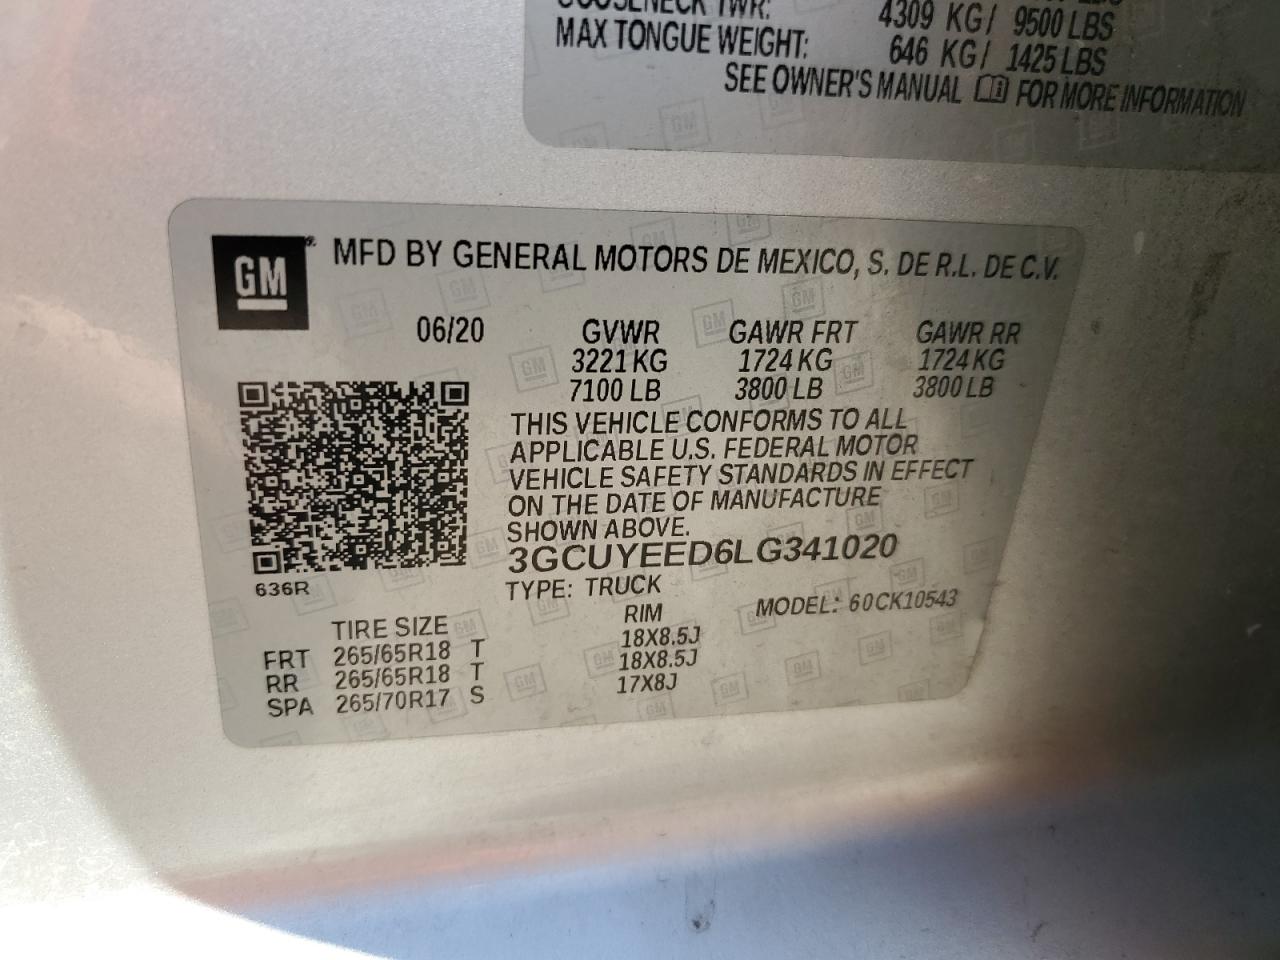 GOOSENECK TWR: 4309 KG/ 9500 LBS
MAX TONGUE WEIGHT: 646 KG/ 1425 LBS
SEE OWNER'S MANUAL FOR MORE INFORMATION
GM
MFD BY GENERAL MOTORS DE MEXICO, S. DE R.L. DE C.V.
06/20 GVWR GAWR FRT GAWR RR
3221 KG 1724 KG 1724 KG
7100 LB 3800 LB 3800 LB
THIS VEHICLE CONFORMS TO ALL
APPLICABLE U.S. FEDERAL MOTOR
VEHICLE SAFETY STANDARDS IN EFFECT
ON THE DATE OF MANUFACTURE
SHOWN ABOVE.
3GCUYEED6LG341020
636R
TYPE: TRUCK
MODEL: 60CK10543
TIRE SIZE RIM
FRT 265/65R18 T 18X8.5J
RR 265/65R18 T 18X8.5J
SPA 265/70R17 S 17X8J